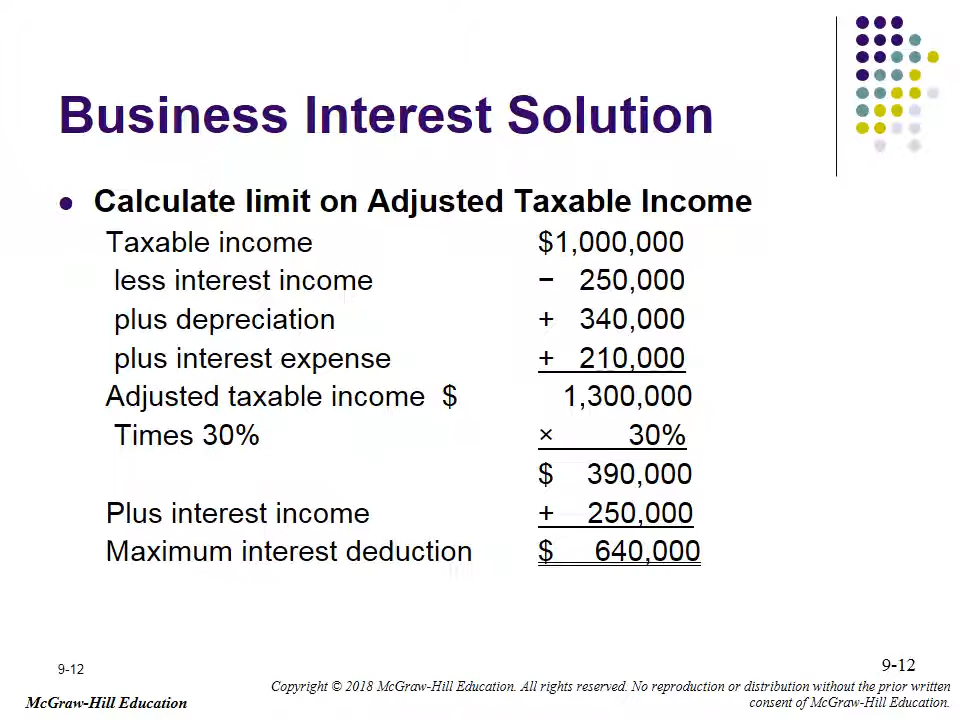 Business Interest Solution
● Calculate limit on Adjusted Taxable Income
Taxable income $1,000,000
less interest income − 250,000
plus depreciation + 340,000
plus interest expense + 210,000
Adjusted taxable income $ 1,300,000
Times 30% × 30%
$ 390,000
Plus interest income + 250,000
Maximum interest deduction $ 640,000
9-12
9-12
Copyright © 2018 McGraw-Hill Education. All rights reserved. No reproduction or distribution without the prior written
McGraw-Hill Education consent of McGraw-Hill Education.